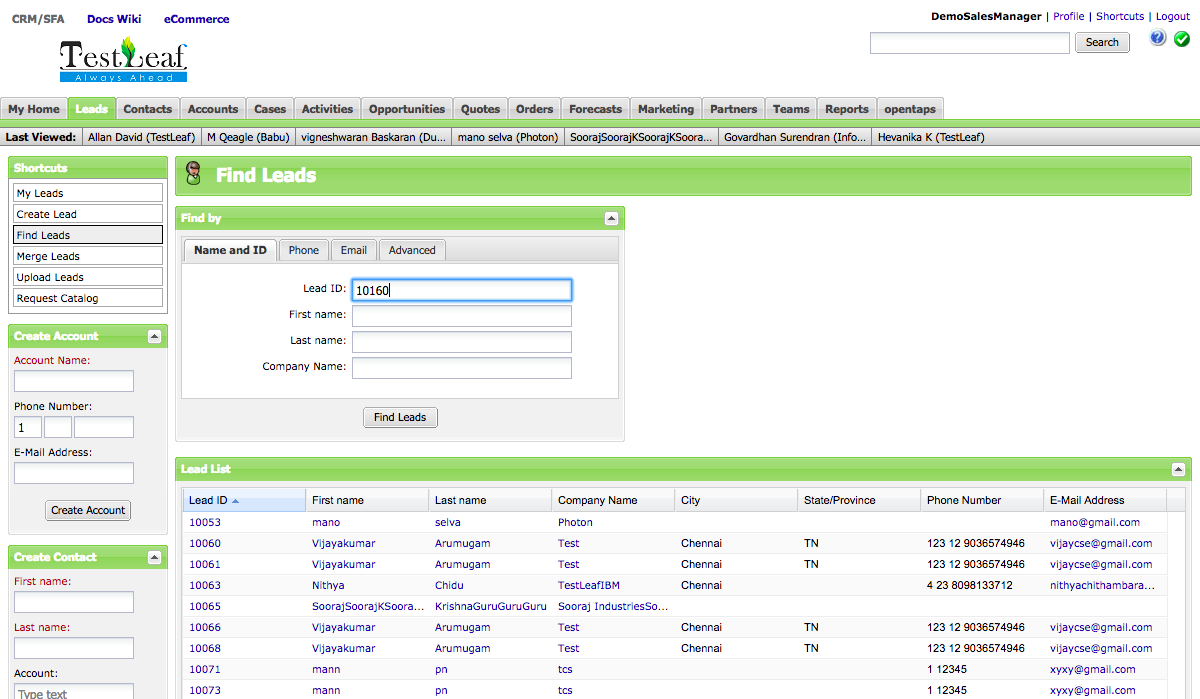 CRM/SFA Docs Wiki eCommerce
DemoSalesManager | Profile | Shortcuts | Logout
TestLeaf
Always Ahead
Search
?
My Home Leads Contacts Accounts Cases Activities Opportunities Quotes Orders Forecasts Marketing Partners Teams Reports opentaps
Last Viewed: Allan David (TestLeaf) M Qeagle (Babu) vigneshwaran Baskaran (Du... mano selva (Photon) SoorajSoorajKSoorajKSoora... Govardhan Surendran (Info... Hevanika K (TestLeaf)
Shortcuts
My Leads
Create Lead
Find Leads
Merge Leads
Upload Leads
Request Catalog
Create Account
Account Name:
Phone Number:
1
E-Mail Address:
Create Account
Create Contact
First name:
Last name:
Account:
Type text
Find Leads
Find by
Name and ID Phone Email Advanced
Lead ID: 10160
First name:
Last name:
Company Name:
Find Leads
Lead List
Lead ID First name Last name Company Name City State/Province Phone Number E-Mail Address
10053 mano selva Photon mano@gmail.com
10060 Vijayakumar Arumugam Test Chennai TN 123 12 9036574946 vijaycse@gmail.com
10061 Vijayakumar Arumugam Test Chennai TN 123 12 9036574946 vijaycse@gmail.com
10063 Nithya Chidu TestLeafIBM Chennai 4 23 8098133712 nithyachithambara...
10065 SoorajSoorajKSoora... KrishnaGuruGuruGuru Sooraj IndustriesSo...
10066 Vijayakumar Arumugam Test Chennai TN 123 12 9036574946 vijaycse@gmail.com
10068 Vijayakumar Arumugam Test Chennai TN 123 12 9036574946 vijaycse@gmail.com
10071 mann pn tcs 1 12345 xyxy@gmail.com
10073 mann pn tcs 1 12345 xyxy@gmail.com